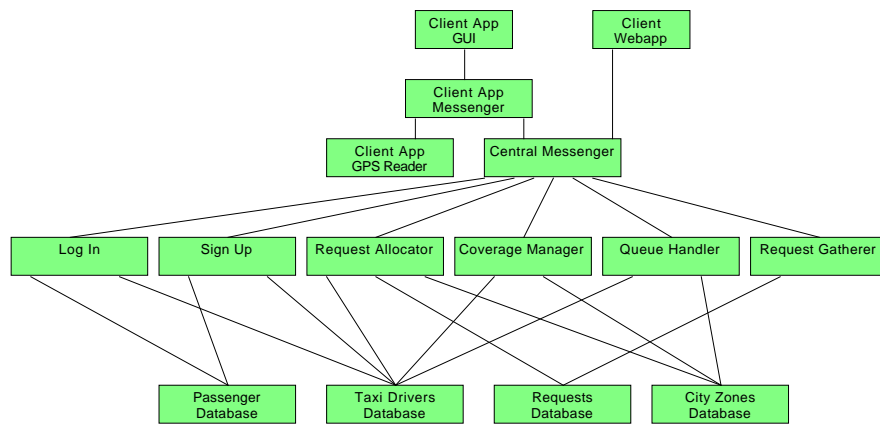 Client App
GUI
Client
Webapp
Client App
Messenger
Client App
GPS Reader
Central Messenger
Log In
Sign Up
Request Allocator
Coverage Manager
Queue Handler
Request Gatherer
Passenger
Database
Taxi Drivers
Database
Requests
Database
City Zones
Database